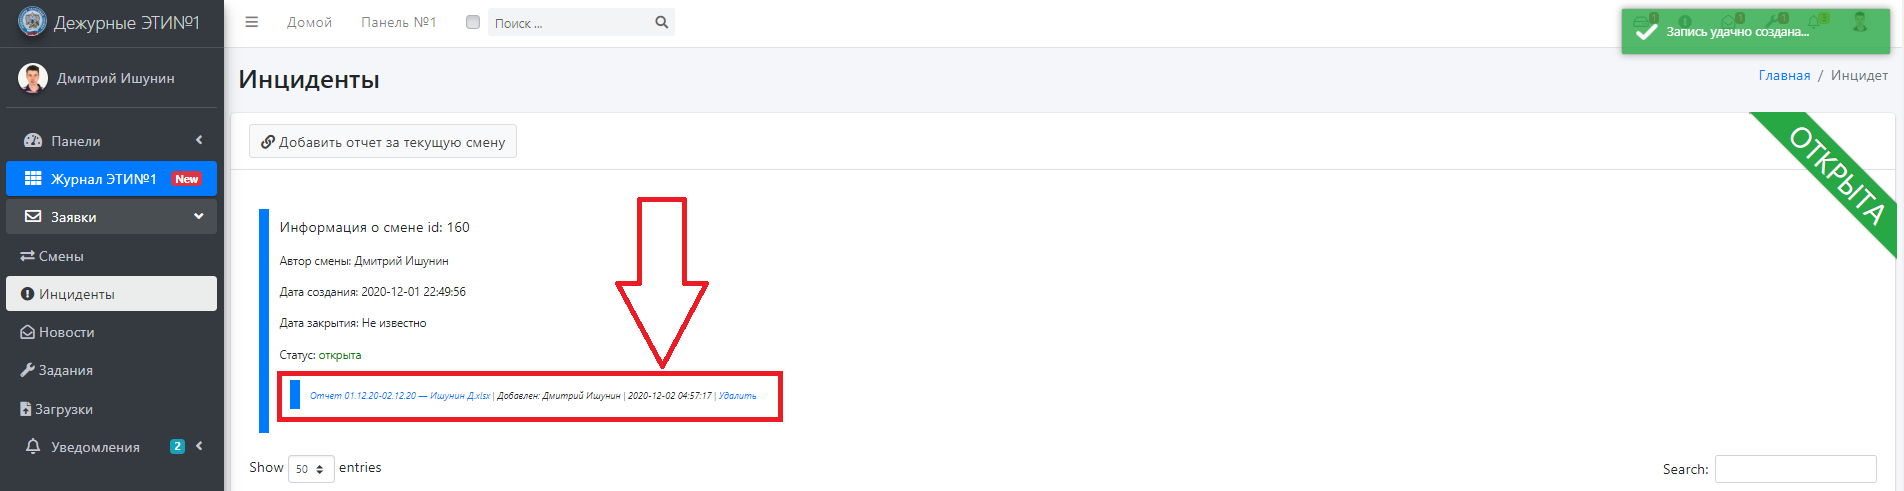 Дежурные ЭТИ№1
Домой
Панель №1
Поиск ...
Запись удачно создана...
Дмитрий Ишунин
Инциденты
Главная / Инцидет
Панели
Журнал ЭТИ№1 New
Заявки
Смены
Инциденты
Новости
Задания
Загрузки
Уведомления 2
Добавить отчет за текущую смену
ОТКРЫТА
Информация о смене id: 160
Автор смены: Дмитрий Ишунин
Дата создания: 2020-12-01 22:49:56
Дата закрытия: Не известно
Статус: открыта
Отчет 01.12.20-02.12.20 — Ишунин Д.xlsx | Добавлен: Дмитрий Ишунин | 2020-12-02 04:57:17 | Удалить
Show 50 entries
Search: